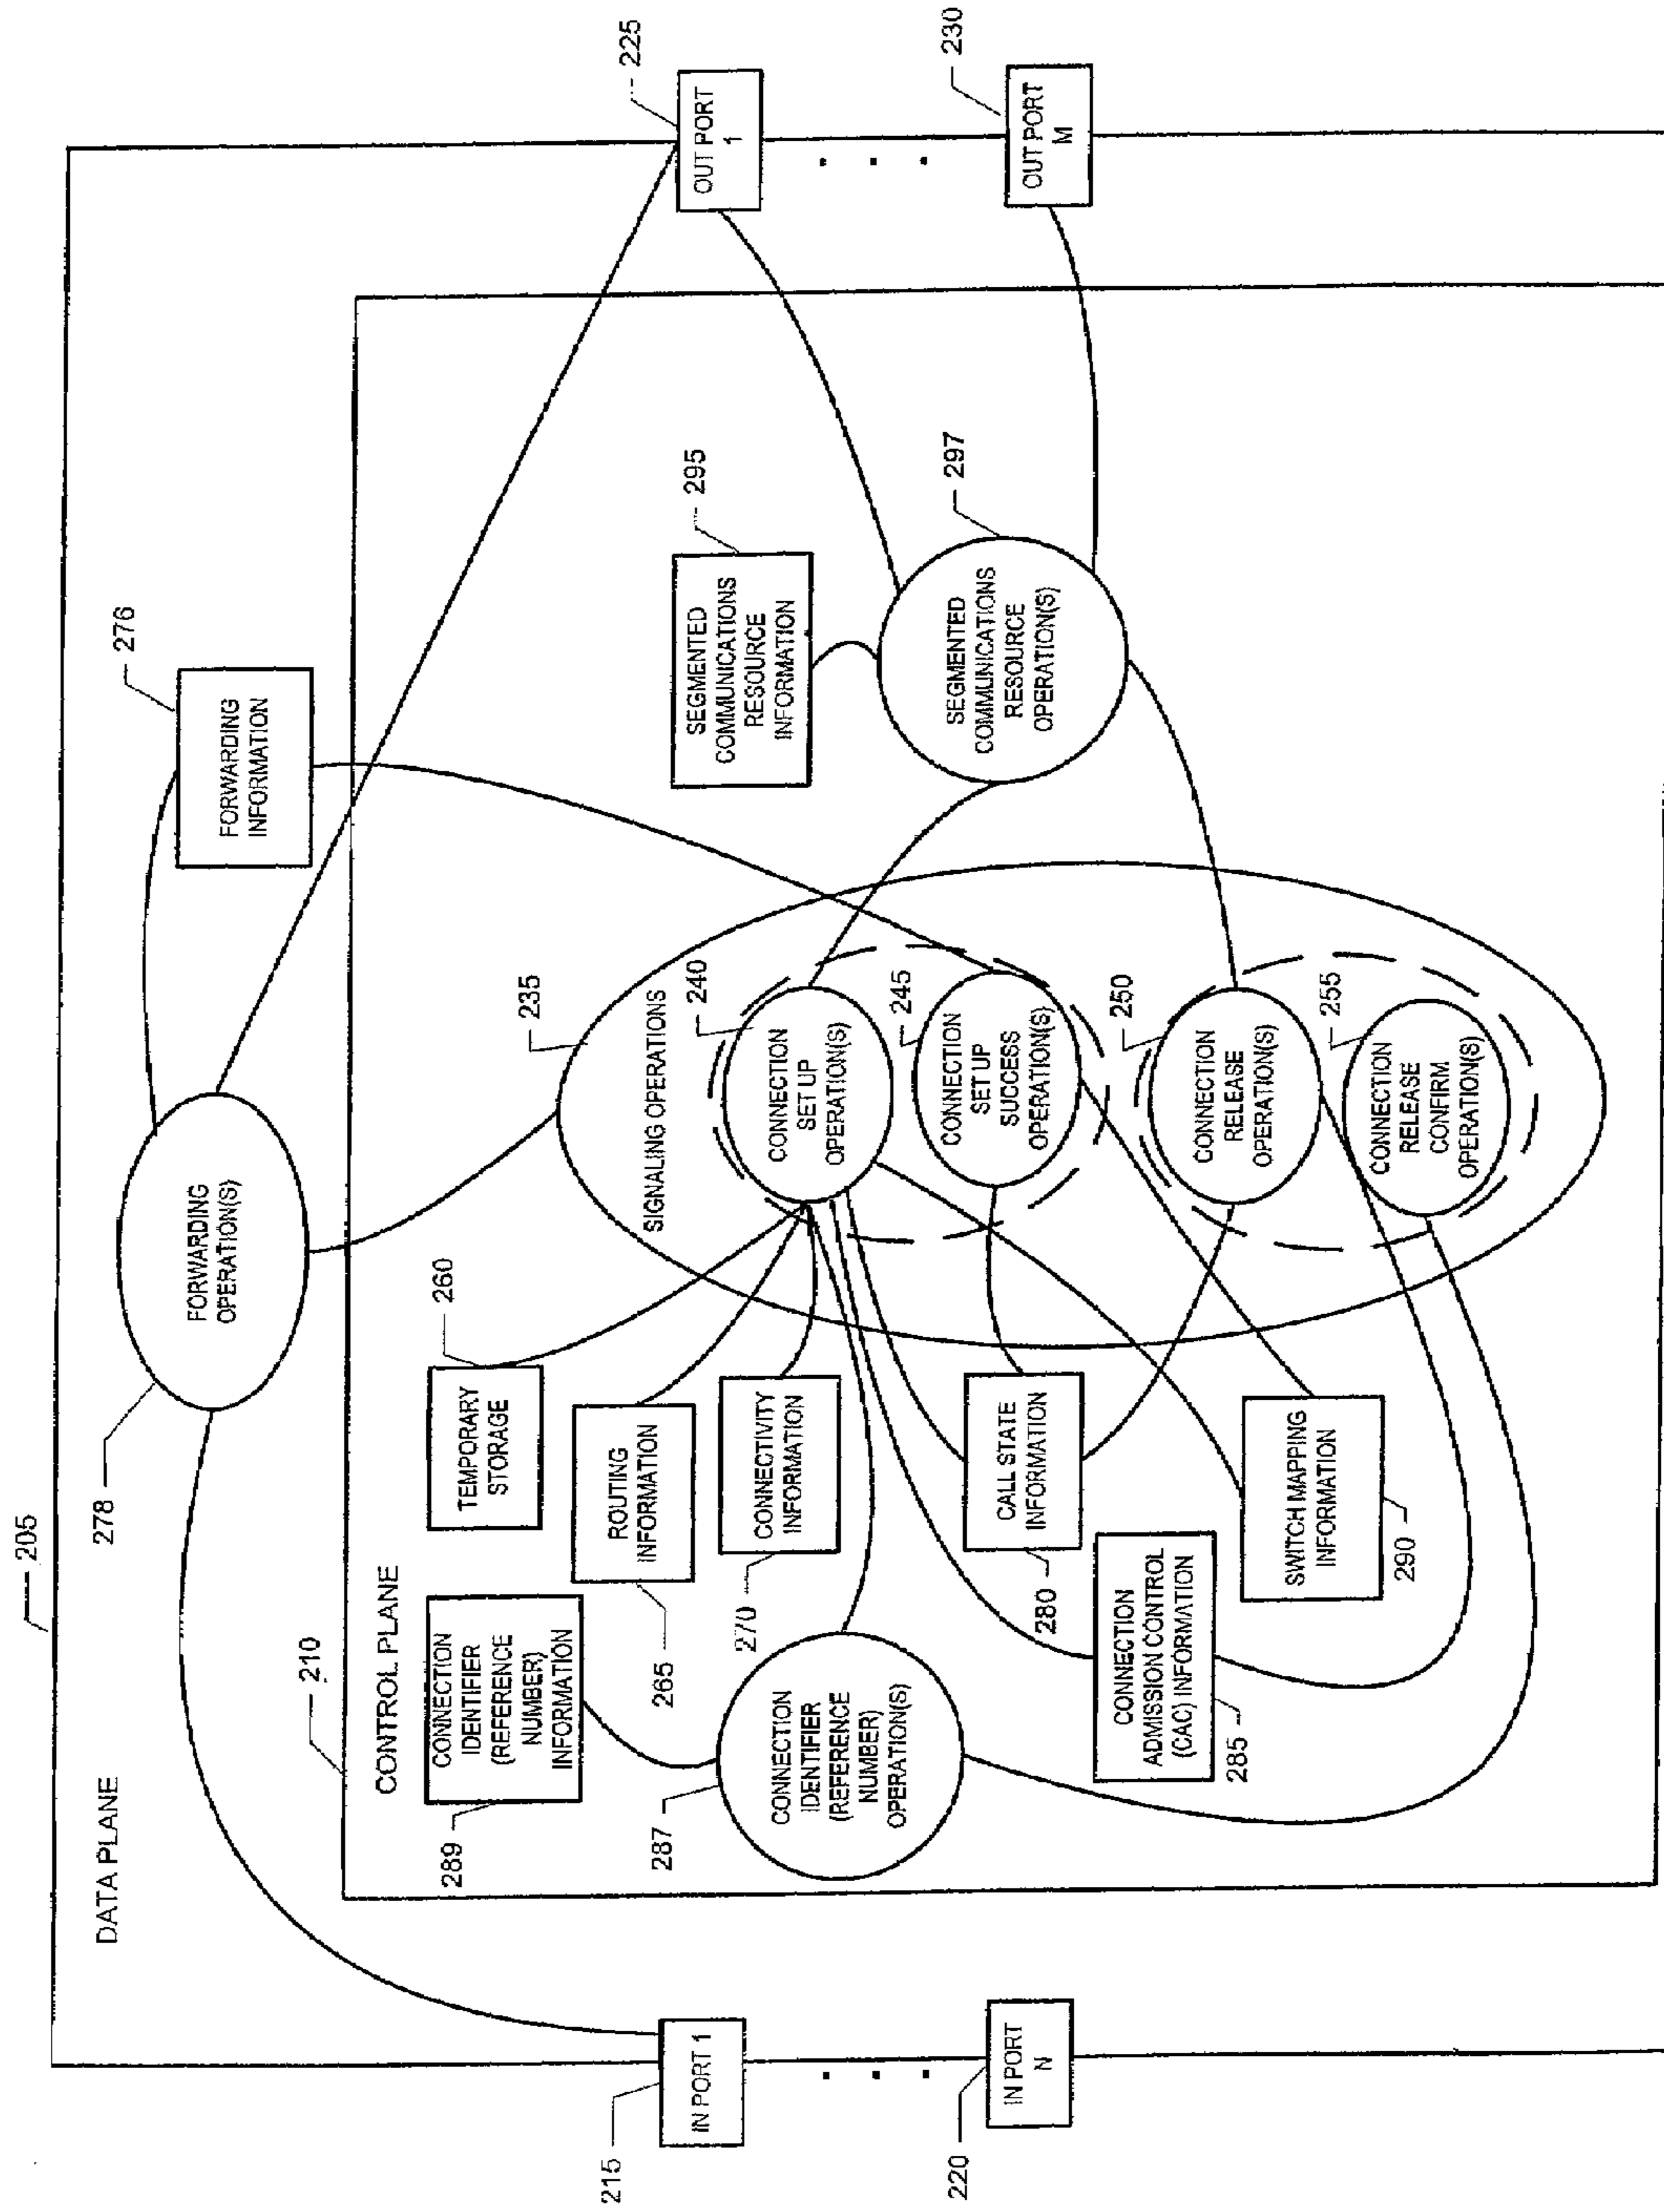 205
DATA PLANE
278
FORWARDING
OPERATION(S)
276
FORWARDING
INFORMATION
210
CONTROL PLANE
289
CONNECTION
IDENTIFIER
(REFERENCE
NUMBER)
INFORMATION
260
TEMPORARY
STORAGE
265
ROUTING
INFORMATION
270
CONNECTIVITY
INFORMATION
287
CONNECTION
IDENTIFIER
(REFERENCE
NUMBER)
OPERATION(S)
280
CALL STATE
INFORMATION
285
CONNECTION
ADMISSION CONTROL
(CAC) INFORMATION
290
SWITCH MAPPING
INFORMATION
235
SIGNALING OPERATIONS
240
CONNECTION
SET UP
OPERATION(S)
245
CONNECTION
SET UP
SUCCESS
OPERATION(S)
250
CONNECTION
RELEASE
OPERATION(S)
255
CONNECTION
RELEASE
CONFIRM
OPERATION(S)
295
SEGMENTED
COMMUNICATIONS
RESOURCE
INFORMATION
297
SEGMENTED
COMMUNICATIONS
RESOURCE
OPERATION(S)
215
IN PORT 1
220
IN PORT
N
225
OUT PORT
1
230
OUT PORT
M